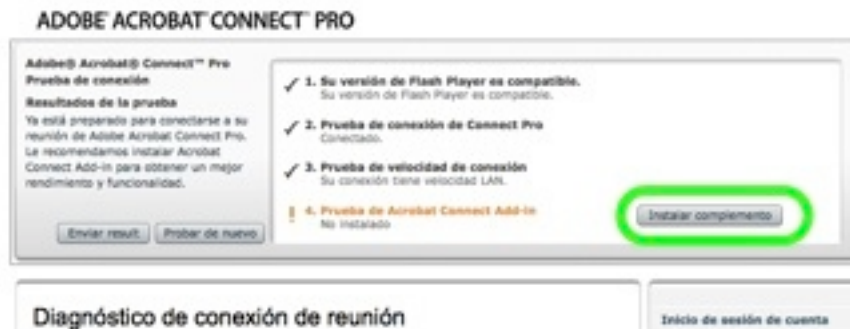 ADOBE® ACROBAT® CONNECT™ PRO
Adobe® Acrobat® Connect™ Pro
Prueba de conexión
Resultados de la prueba
Ya está preparado para conectarse a su
reunión de Adobe Acrobat Connect Pro.
Le recomendamos instalar Acrobat
Connect Add-in para obtener un mejor
rendimiento y funcionalidad.
Enviar result Probar de nuevo
✓ 1. Su versión de Flash Player es compatible.
Su versión de Flash Player es compatible.
✓ 2. Prueba de conexión de Connect Pro
Conectado.
✓ 3. Prueba de velocidad de conexión
Su conexión tiene velocidad LAN.
! 4. Prueba de Acrobat Connect Add-in
No instalado
Instalar complemento
Diagnóstico de conexión de reunión
Inicio de sesión de cuenta